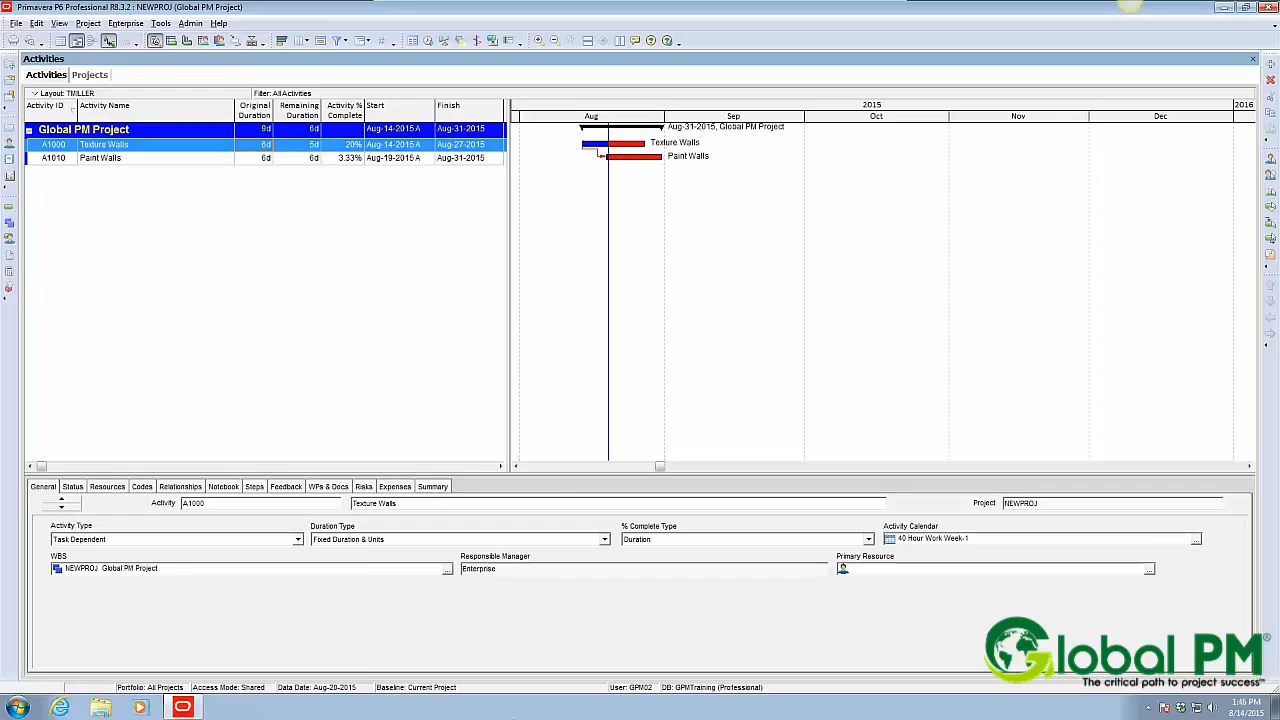 Primavera P6 Professional R8.3.2 : NEWPROJ (Global PM Project)
File Edit View Project Enterprise Tools Admin Help
Activities
Activities Projects
Layout: TMILLER Filter: All Activities
Activity ID Activity Name Original Duration Remaining Duration Activity % Complete Start Finish
2015 2016
Aug Sep Oct Nov Dec
Global PM Project 9d 6d Aug-14-2015 A Aug-31-2015
Aug-31-2015, Global PM Project
A1000 Texture Walls 6d 5d 20% Aug-14-2015 A Aug-27-2015
Texture Walls
A1010 Paint Walls 6d 6d 3.33% Aug-19-2015 A Aug-31-2015
Paint Walls
General Status Resources Codes Relationships Notebook Steps Feedback WPs & Docs Risks Expenses Summary
Activity A1000 Texture Walls Project NEWPROJ
Activity Type Duration Type % Complete Type Activity Calendar
Task Dependent Fixed Duration & Units Duration 40 Hour Work Week-1
WBS Responsible Manager Primary Resource
NEWPROJ Global PM Project Enterprise
Global PM®
The critical path to project success℠
Portfolio: All Projects Access Mode: Shared Data Date: Aug-20-2015 Baseline: Current Project User: GPM02 DB: GPMTraining (Professional)
1:46 PM
8/14/2015